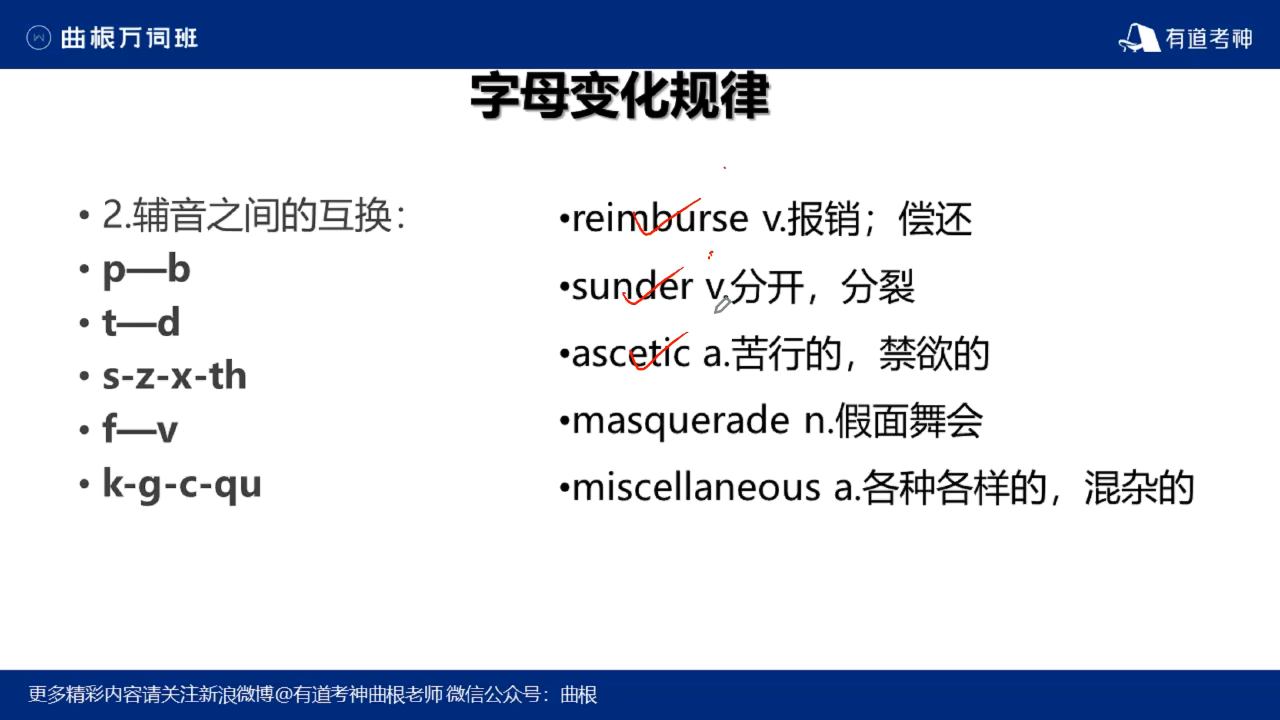 曲根万词班
有道考神
字母变化规律
• 2.辅音之间的互换：
• p—b
• t—d
• s-z-x-th
• f—v
• k-g-c-qu
•reimburse v.报销；偿还
•sunder v.分开，分裂
•ascetic a.苦行的，禁欲的
•masquerade n.假面舞会
•miscellaneous a.各种各样的，混杂的
更多精彩内容请关注新浪微博@有道考神曲根老师 微信公众号：曲根